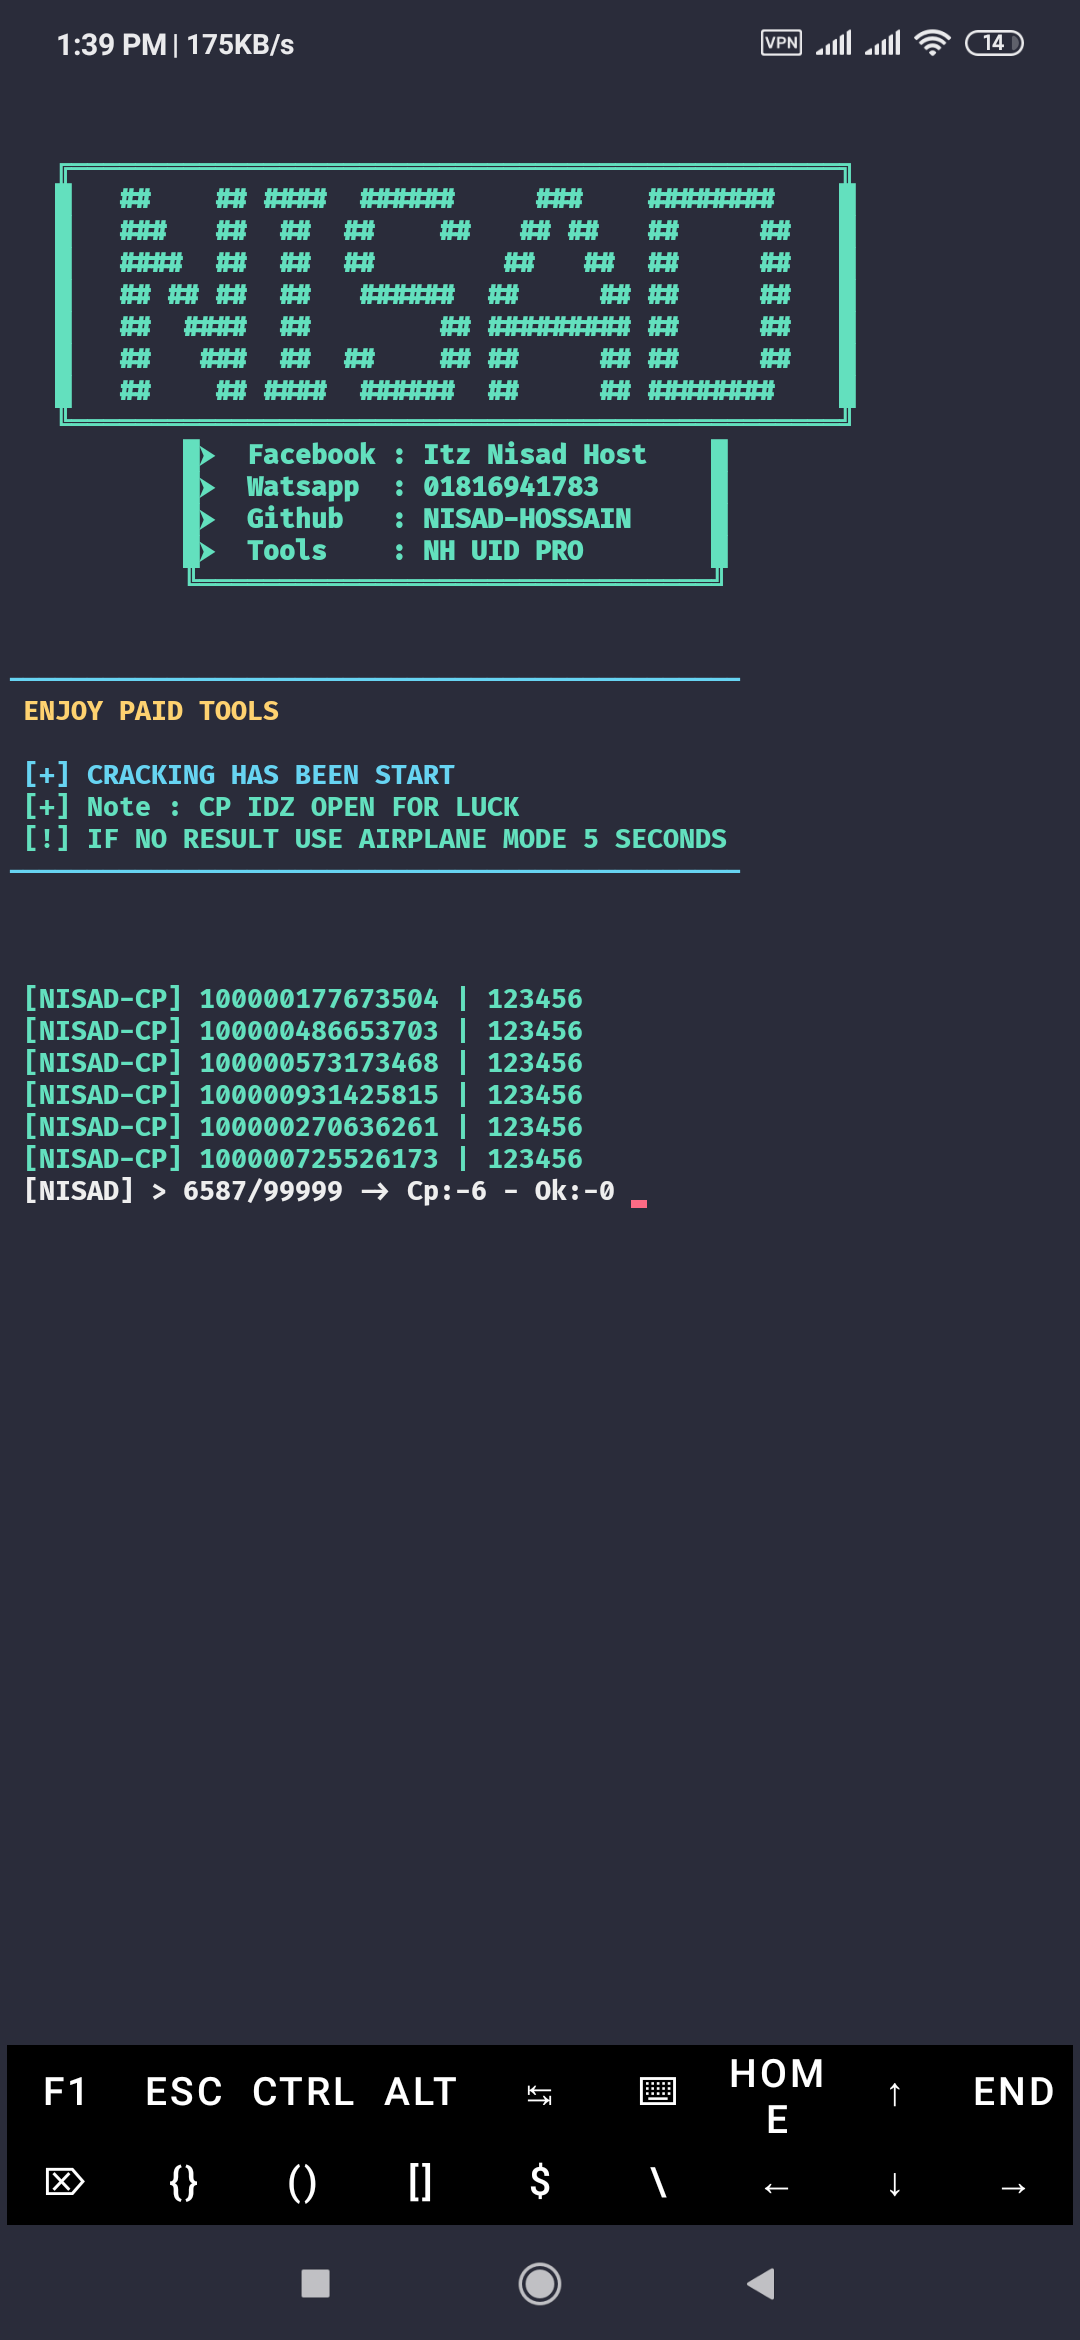 1:39 PM | 175KB/s VPN 14
NISAD
Facebook : Itz Nisad Host
Watsapp : 01816941783
Github : NISAD-HOSSAIN
Tools : NH UID PRO
ENJOY PAID TOOLS
[+] CRACKING HAS BEEN START
[+] Note : CP IDZ OPEN FOR LUCK
[!] IF NO RESULT USE AIRPLANE MODE 5 SECONDS
[NISAD-CP] 100000177673504 | 123456
[NISAD-CP] 100000486653703 | 123456
[NISAD-CP] 100000573173468 | 123456
[NISAD-CP] 100000931425815 | 123456
[NISAD-CP] 100000270636261 | 123456
[NISAD-CP] 100000725526173 | 123456
[NISAD] > 6587/99999 → Cp:-6 - Ok:-0
F1 ESC CTRL ALT ↹ HOME ↑ END
{} () [] $ \ ← ↓ →